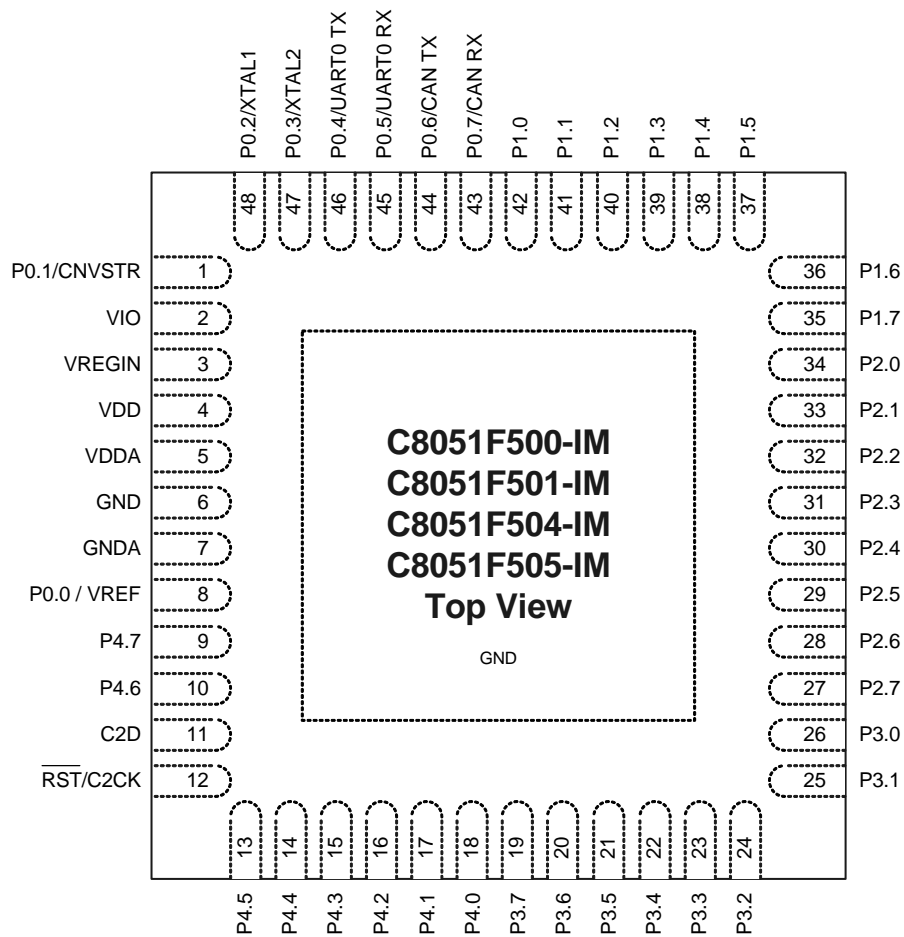 P0.2/XTAL1
P0.3/XTAL2
P0.4/UART0 TX
P0.5/UART0 RX
P0.6/CAN TX
P0.7/CAN RX
P1.0
P1.1
P1.2
P1.3
P1.4
P1.5
48
47
46
45
44
43
42
41
40
39
38
37
P0.1/CNVSTR 1
VIO 2
VREGIN 3
VDD 4
VDDA 5
GND 6
GNDA 7
P0.0 / VREF 8
P4.7 9
P4.6 10
C2D 11
RST/C2CK 12
C8051F500-IM
C8051F501-IM
C8051F504-IM
C8051F505-IM
Top View
GND
36 P1.6
35 P1.7
34 P2.0
33 P2.1
32 P2.2
31 P2.3
30 P2.4
29 P2.5
28 P2.6
27 P2.7
26 P3.0
25 P3.1
13
14
15
16
17
18
19
20
21
22
23
24
P4.5
P4.4
P4.3
P4.2
P4.1
P4.0
P3.7
P3.6
P3.5
P3.4
P3.3
P3.2